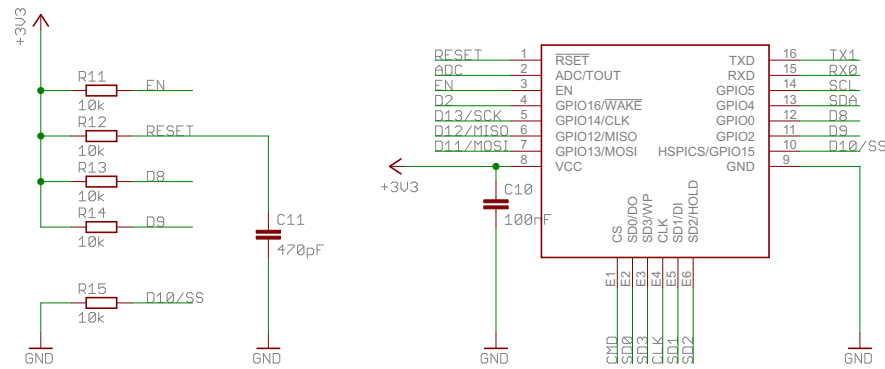 +3V3
R11
EN
10k
R12
RESET
10k
R13
D8
10k
R14
D9
10k
C11
470pF
R15
D10/SS
10k
GND
GND
RESET 1 RSET TXD 16 TX1
ADC 2 ADC/TOUT RXD 15 RX0
EN 3 EN GPIO5 14 SCL
D2 4 GPIO16/WAKE GPIO4 13 SDA
D13/SCK 5 GPIO14/CLK GPIO0 12 D8
D12/MISO 6 GPIO12/MISO GPIO2 11 D9
D11/MOSI 7 GPIO13/MOSI HSPICS/GPIO15 10 D10/SS
8 VCC GND 9
+3V3
C10
100nF
CS SD0/DO SD3/WP CLK SD1/DI SD2/HOLD
E1 E2 E3 E4 E5 E6
CMD SD0 SD3 CLK SD1 SD2
GND
GND